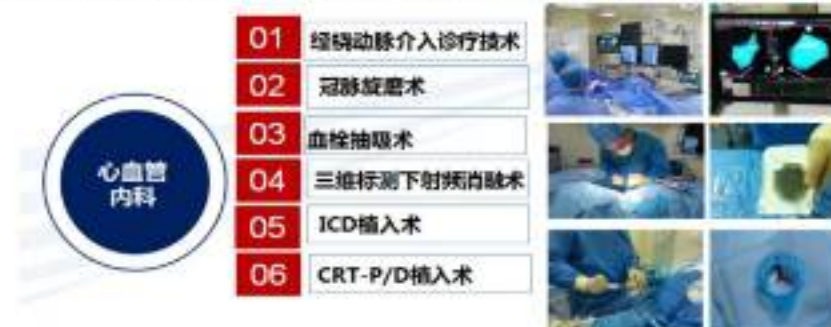 心血管
内科
01 经桡动脉介入诊疗技术
02 冠脉旋磨术
03 血栓抽吸术
04 三维标测下射频消融术
05 ICD植入术
06 CRT-P/D植入术